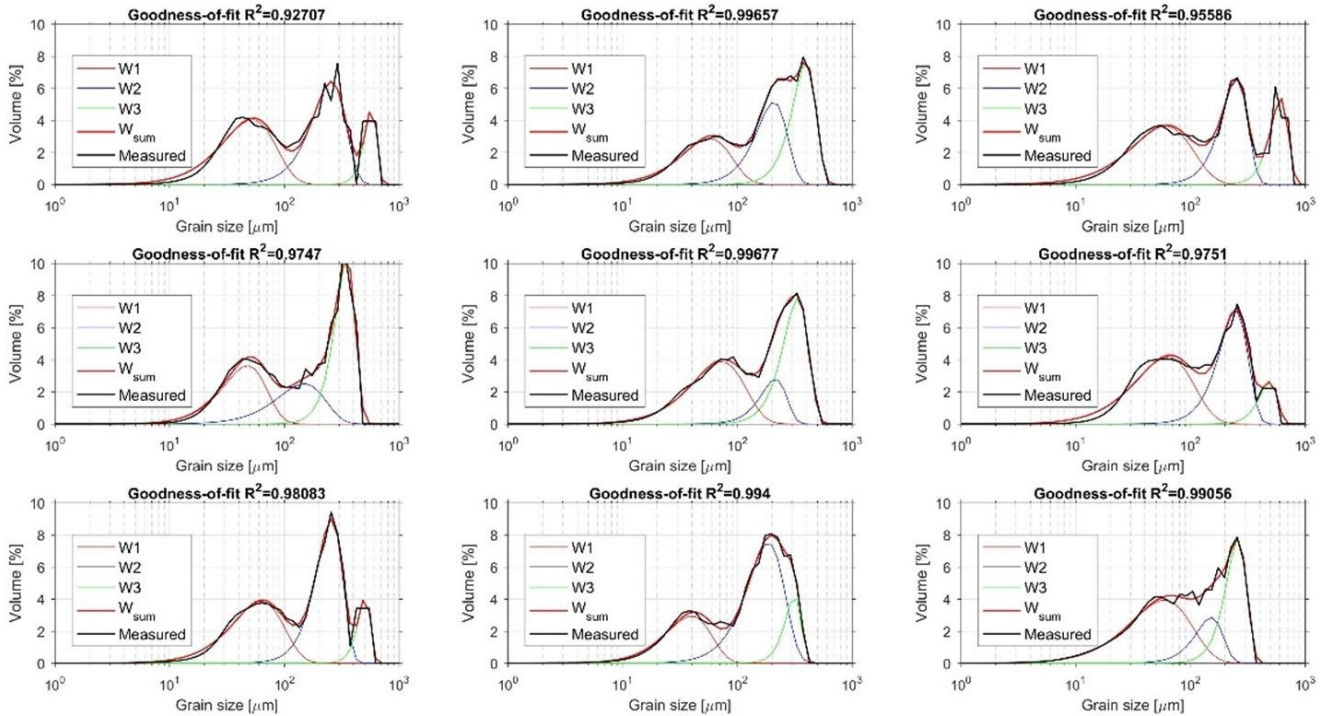 Goodness-of-fit R²=0.92707
Volume [%]
10
8
6
4
2
0
W1
W2
W3
W_sum
Measured
10⁰ 10¹ 10² 10³
Grain size [μm]
Goodness-of-fit R²=0.99657
Volume [%]
10
8
6
4
2
0
W1
W2
W3
W_sum
Measured
10⁰ 10¹ 10² 10³
Grain size [μm]
Goodness-of-fit R²=0.95586
Volume [%]
10
8
6
4
2
0
W1
W2
W3
W_sum
Measured
10⁰ 10¹ 10² 10³
Grain size [μm]
Goodness-of-fit R²=0.9747
Volume [%]
10
8
6
4
2
0
W1
W2
W3
W_sum
Measured
10⁰ 10¹ 10² 10³
Grain size [μm]
Goodness-of-fit R²=0.99677
Volume [%]
10
8
6
4
2
0
W1
W2
W3
W_sum
Measured
10⁰ 10¹ 10² 10³
Grain size [μm]
Goodness-of-fit R²=0.9751
Volume [%]
10
8
6
4
2
0
W1
W2
W3
W_sum
Measured
10⁰ 10¹ 10² 10³
Grain size [μm]
Goodness-of-fit R²=0.98083
Volume [%]
10
8
6
4
2
0
W1
W2
W3
W_sum
Measured
10⁰ 10¹ 10² 10³
Grain size [μm]
Goodness-of-fit R²=0.994
Volume [%]
10
8
6
4
2
0
W1
W2
W3
W_sum
Measured
10⁰ 10¹ 10² 10³
Grain size [μm]
Goodness-of-fit R²=0.99056
Volume [%]
10
8
6
4
2
0
W1
W2
W3
W_sum
Measured
10⁰ 10¹ 10² 10³
Grain size [μm]